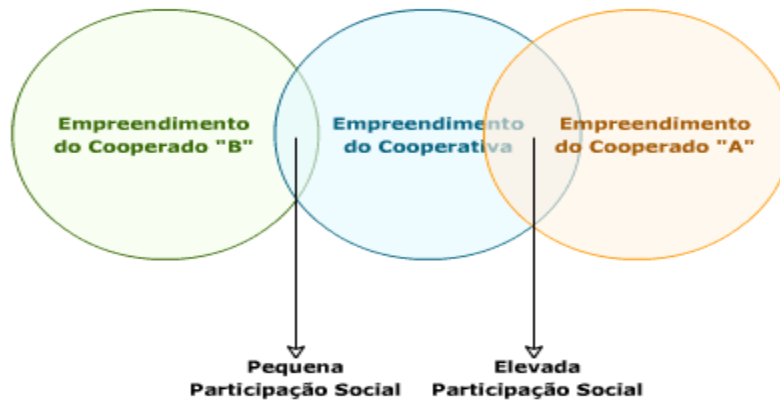 Empreendimento
do Cooperado "B"
Empreendimento
do Cooperativa
Empreendimento
do Cooperado "A"
Pequena
Participação Social
Elevada
Participação Social